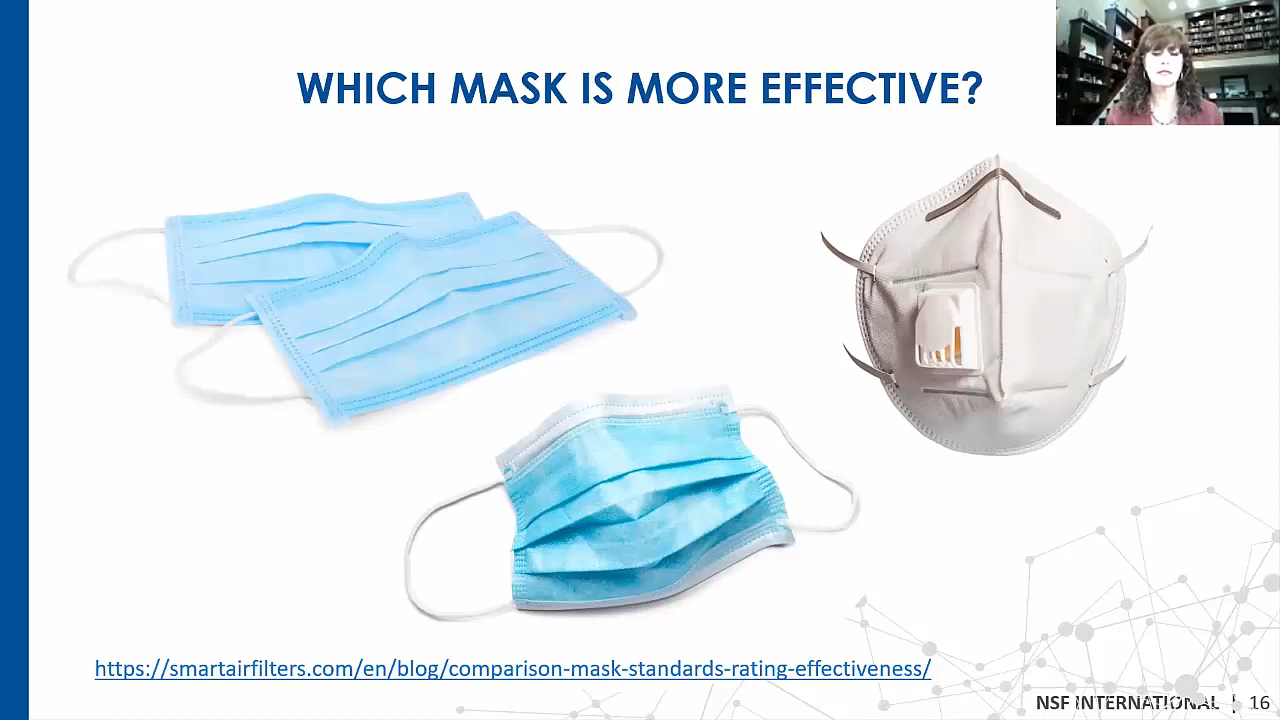 WHICH MASK IS MORE EFFECTIVE?
https://smartairfilters.com/en/blog/comparison-mask-standards-rating-effectiveness/
NSF INTERNATIONAL | 16